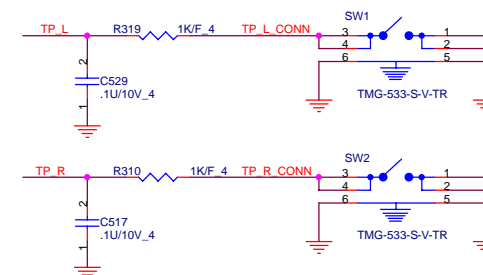 SW1
TP_L R319 1K/F_4 TP_L_CONN 3 1
4 2
6 5
2
C529
.1U/10V_4
1
TMG-533-S-V-TR
SW2
TP_R R310 1K/F_4 TP_R_CONN 3 1
4 2
6 5
2
C517
.1U/10V_4
1
TMG-533-S-V-TR